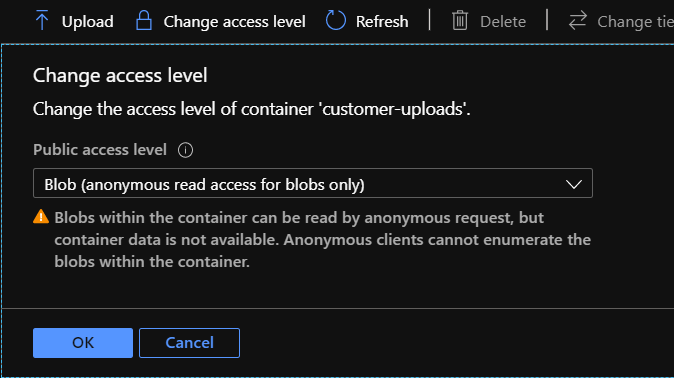 Upload Change access level Refresh Delete Change tie
Change access level
Change the access level of container 'customer-uploads'.
Public access level
Blob (anonymous read access for blobs only)
Blobs within the container can be read by anonymous request, but
container data is not available. Anonymous clients cannot enumerate the
blobs within the container.
OK Cancel